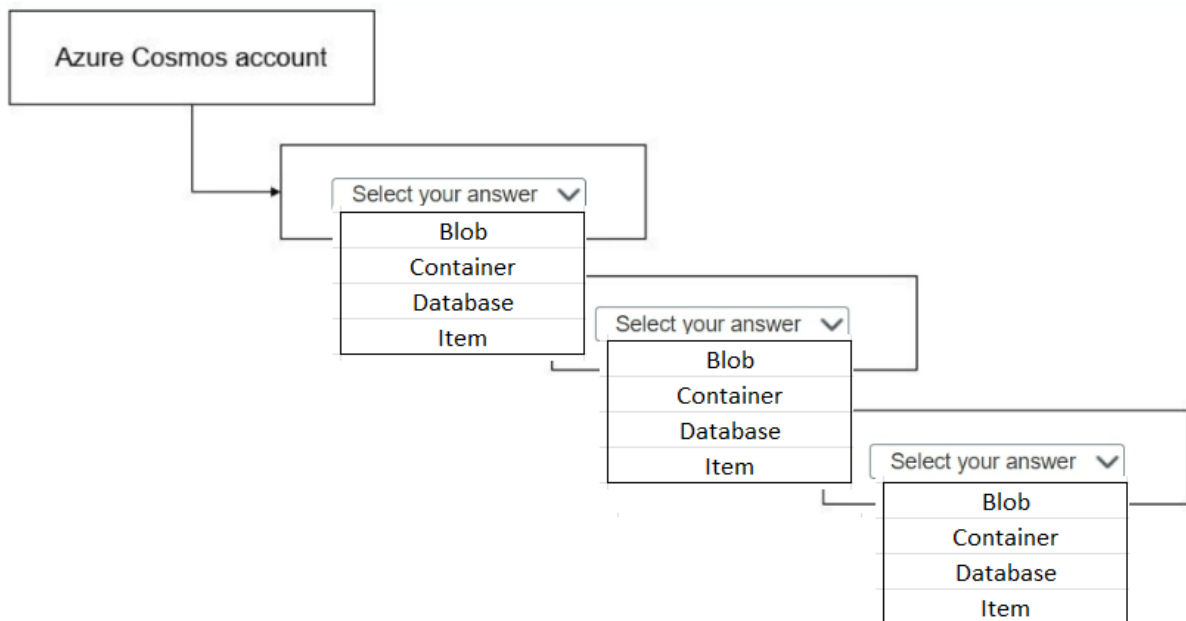 Azure Cosmos account
Select your answer
Blob
Container
Database
Item
Select your answer
Blob
Container
Database
Item
Select your answer
Blob
Container
Database
Item